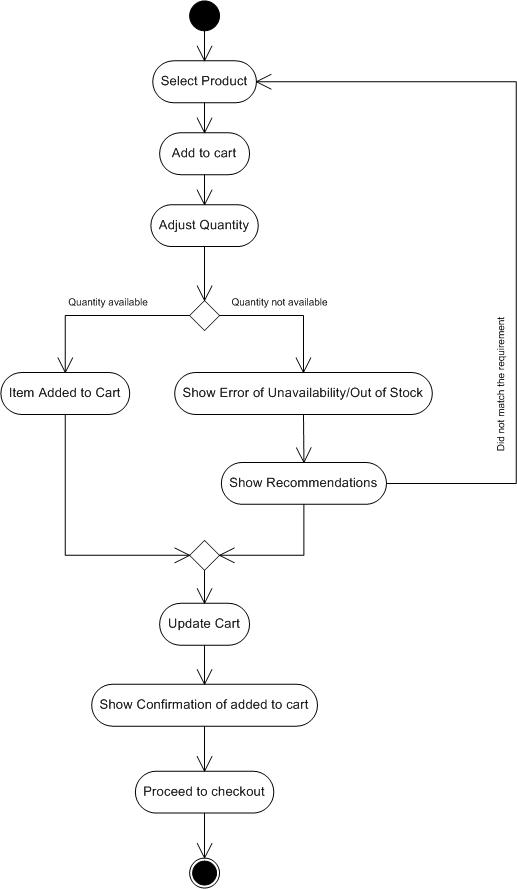 Select Product
Add to cart
Adjust Quantity
Quantity available
Quantity not available
Item Added to Cart
Show Error of Unavailability/Out of Stock
Did not match the requirement
Show Recommendations
Update Cart
Show Confirmation of added to cart
Proceed to checkout